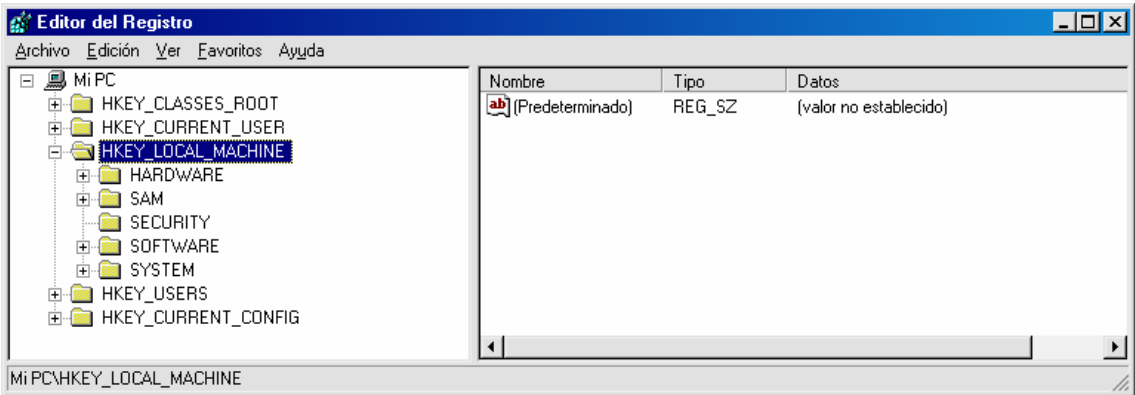 Editor del Registro
Archivo Edición Ver Favoritos Ayuda
Mi PC
HKEY_CLASSES_ROOT
HKEY_CURRENT_USER
HKEY_LOCAL_MACHINE
HARDWARE
SAM
SECURITY
SOFTWARE
SYSTEM
HKEY_USERS
HKEY_CURRENT_CONFIG
Nombre Tipo Datos
ab (Predeterminado) REG_SZ (valor no establecido)
Mi PC\HKEY_LOCAL_MACHINE